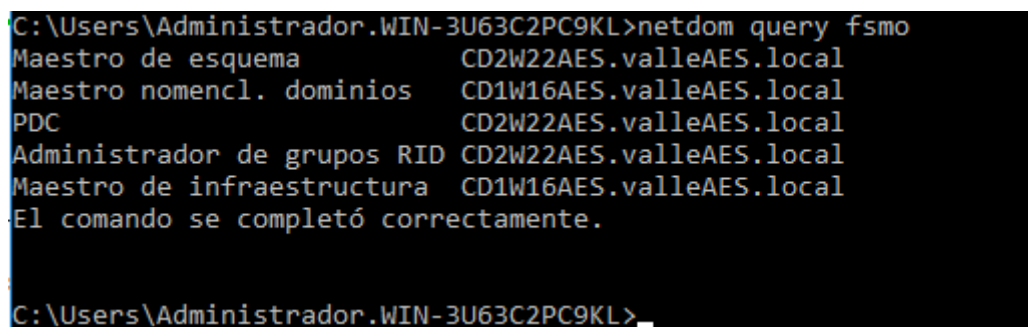 C:\Users\Administrador.WIN-3U63C2PC9KL>netdom query fsmo
Maestro de esquema CD2W22AES.valleAES.local
Maestro nomencl. dominios CD1W16AES.valleAES.local
PDC CD2W22AES.valleAES.local
Administrador de grupos RID CD2W22AES.valleAES.local
Maestro de infraestructura CD1W16AES.valleAES.local
El comando se completó correctamente.
C:\Users\Administrador.WIN-3U63C2PC9KL>